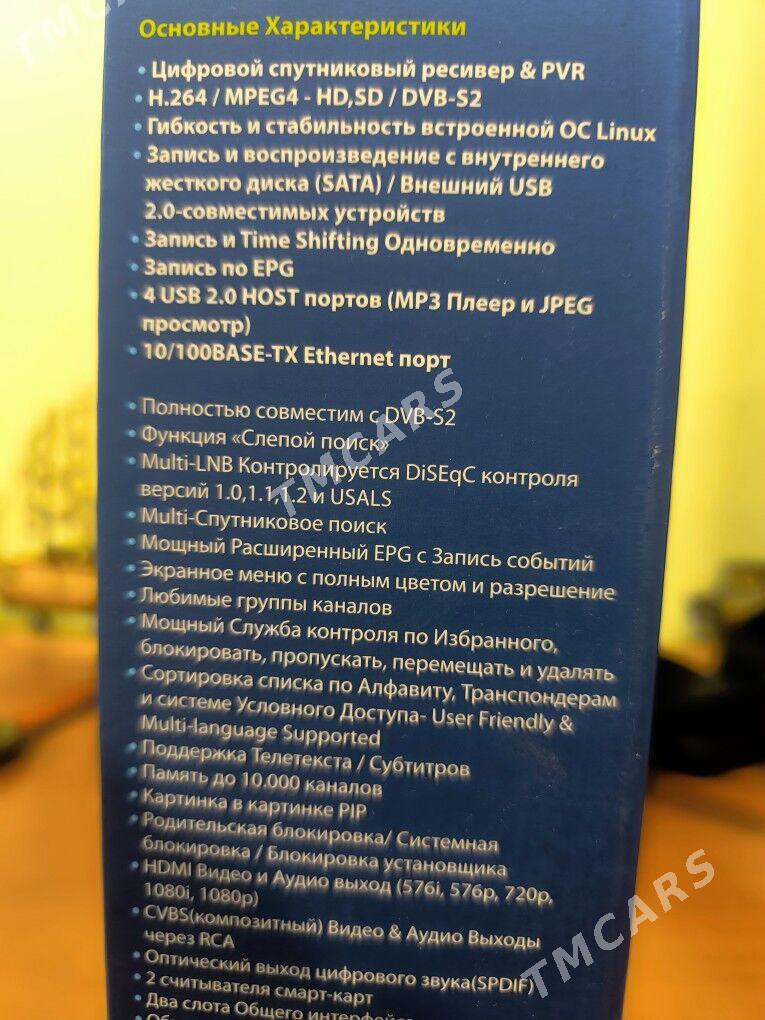 Основные Характеристики
• Цифровой спутниковый ресивер & PVR
• H.264 / MPEG4 - HD,SD / DVB-S2
• Гибкость и стабильность встроенной ОС Linux
• Запись и воспроизведение с внутреннего
жесткого диска (SATA) / Внешний USB
2.0-совместимых устройств
• Запись и Time Shifting Одновременно
• Запись по EPG
• 4 USB 2.0 HOST портов (MP3 Плеер и JPEG
просмотр)
• 10/100BASE-TX Ethernet порт
• Полностью совместим с DVB-S2
• Функция «Слепой поиск»
• Multi-LNB Контролируется DiSEqC контроля
версий 1.0,1.1,1.2 и USALS
• Multi-Спутниковое поиск
• Мощный Расширенный EPG с Запись событий
• Экранное меню с полным цветом и разрешение
• Любимые группы каналов
• Мощный Служба контроля по Избранного,
блокировать, пропускать, перемещать и удалять
• Сортировка списка по Алфавиту, Транспондерам
и системе Условного Доступа- User Friendly &
Multi-language Supported
• Поддержка Телетекста / Субтитров
• Память до 10.000 каналов
• Картинка в картинке PIP
• Родительская блокировка/ Системная
блокировка / Блокировка установщика
• HDMI Видео и Аудио выход (576i, 576p, 720p,
1080i, 1080p)
• CVBS(композитный) Видео & Аудио Выходы
через RCA
• Оптический выход цифрового звука(SPDIF)
• 2 считывателя смарт-карт
• Два слота Общего
TMCARS
TMCARS
TMCARS